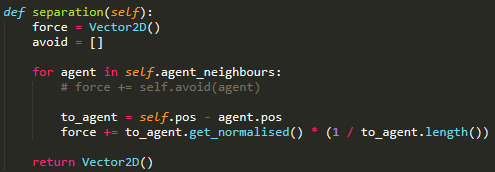 def separation(self):
    force = Vector2D()
    avoid = []

    for agent in self.agent_neighbours:
        # force += self.avoid(agent)

        to_agent = self.pos - agent.pos
        force += to_agent.get_normalised() * (1 / to_agent.length())

    return Vector2D()